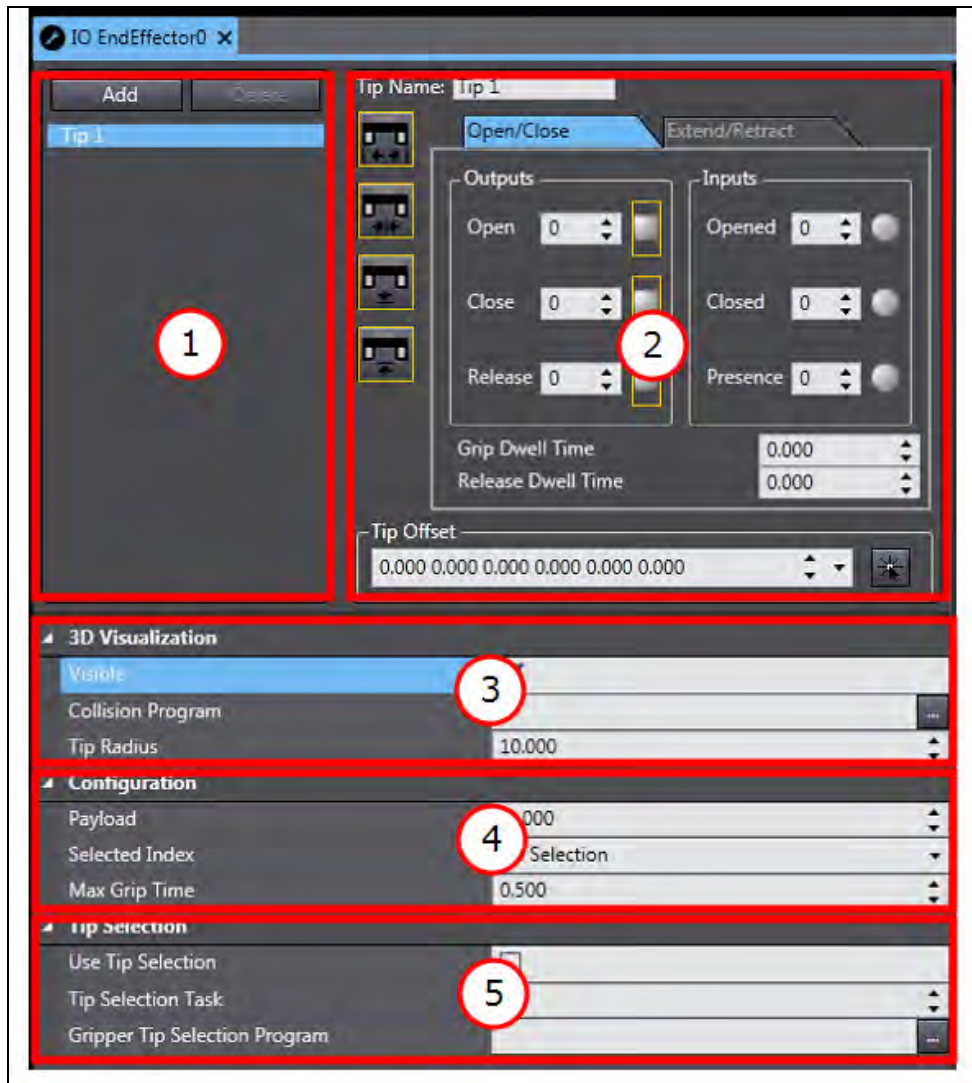 IO EndEffector0
Add Delete
Tip 1
1
Tip Name: Tip 1
Open/Close Extend/Retract
Outputs Inputs
Open 0 Opened 0
Close 0 Closed 0
2
Release 0 Presence 0
Grip Dwell Time 0.000
Release Dwell Time 0.000
Tip Offset
0.000 0.000 0.000 0.000 0.000 0.000
3D Visualization
Visible
3
Collision Program ...
Tip Radius 10.000
Configuration
Payload .000
4
Selected Index Selection
Max Grip Time 0.500
Tip Selection
Use Tip Selection
5
Tip Selection Task
Gripper Tip Selection Program ...